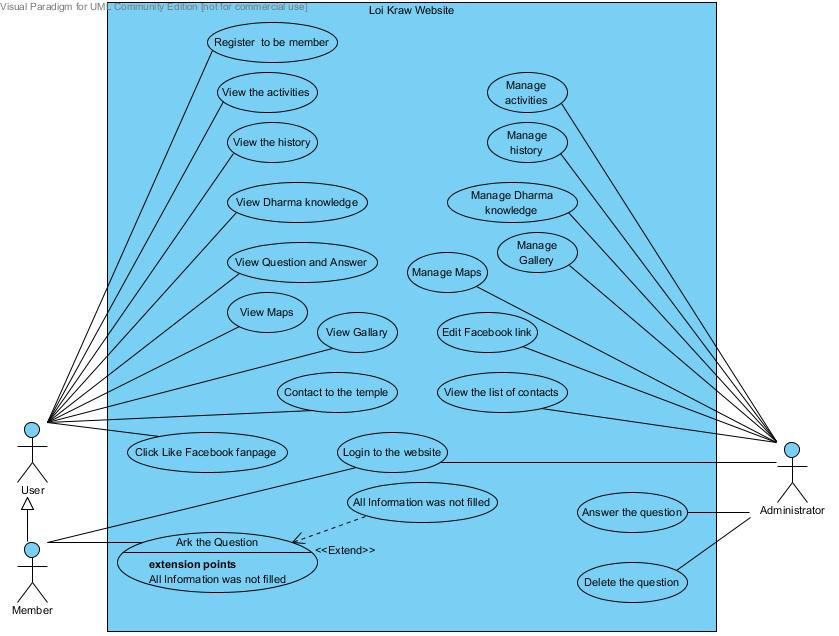 Visual Paradigm for UML Community Edition [not for commercial use]
Loi Kraw Website
Register to be member
View the activities
Manage
activities
View the history
Manage
history
View Dharma knowledge
Manage Dharma
knowledge
View Question and Answer
Manage
Gallery
Manage Maps
View Maps
View Gallary
Edit Facebook link
Contact to the temple
View the list of contacts
Click Like Facebook fanpage
Login to the website
User
All Information was not filled
Administrator
Answer the question
Ark the Question
<<Extend>>
extension points
All Information was not filled
Delete the question
Member